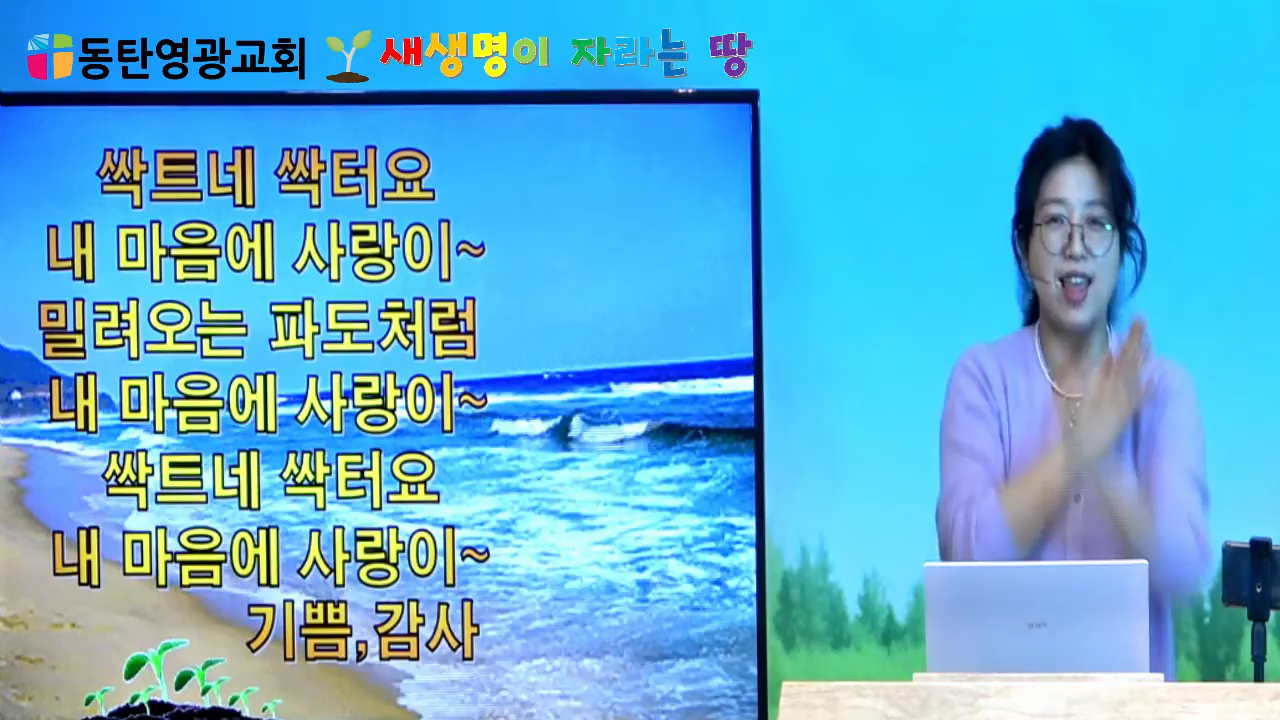 동탄영광교회 새생명이 자라는 땅
싹트네 싹터요
내 마음에 사랑이~
밀려오는 파도처럼
내 마음에 사랑이~
싹트네 싹터요
내 마음에 사랑이~
기쁨,감사